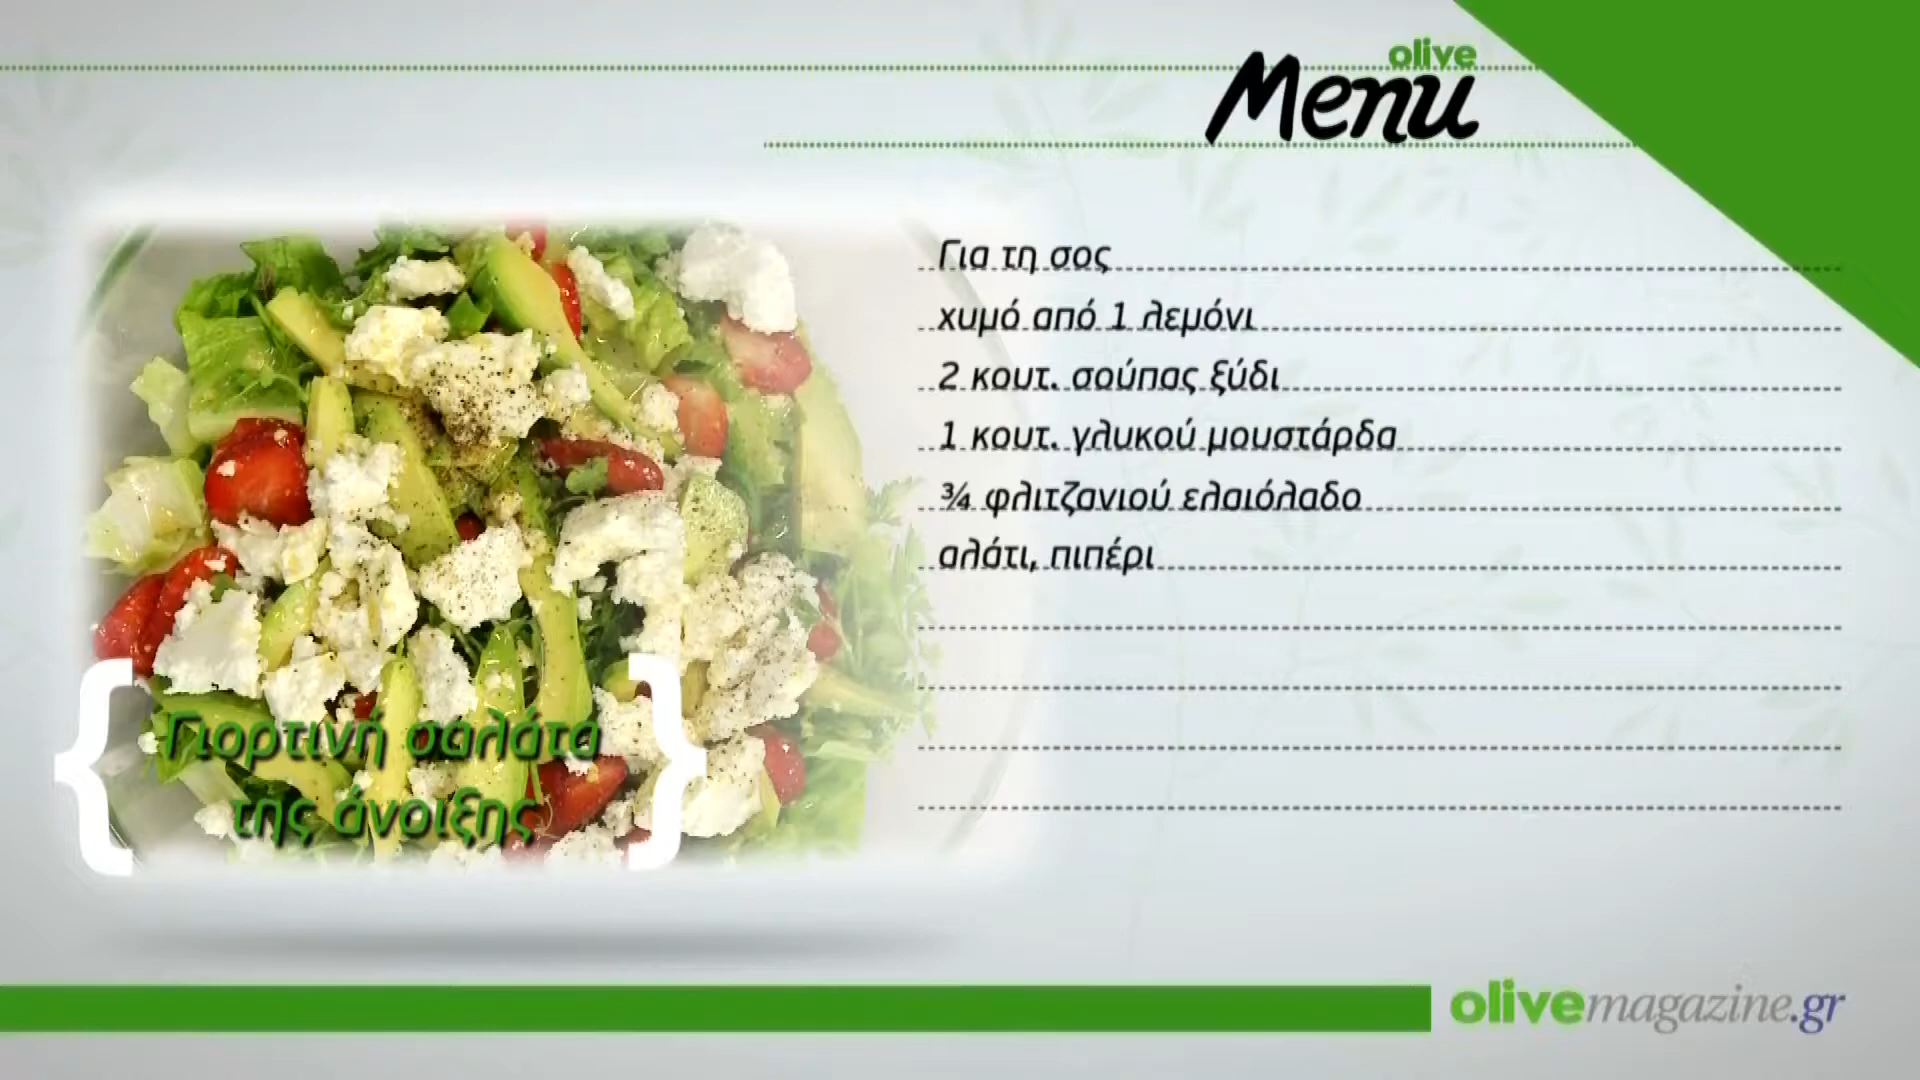 olive
Menu
Για τη σος
χυμό από 1 λεμόνι
2 κουτ. σούπας ξύδι
1 κουτ. γλυκού μουστάρδα
¾ φλιτζανιού ελαιόλαδο
αλάτι, πιπέρι
Γιορτινή σαλάτα
της άνοιξης
olivemagazine.gr